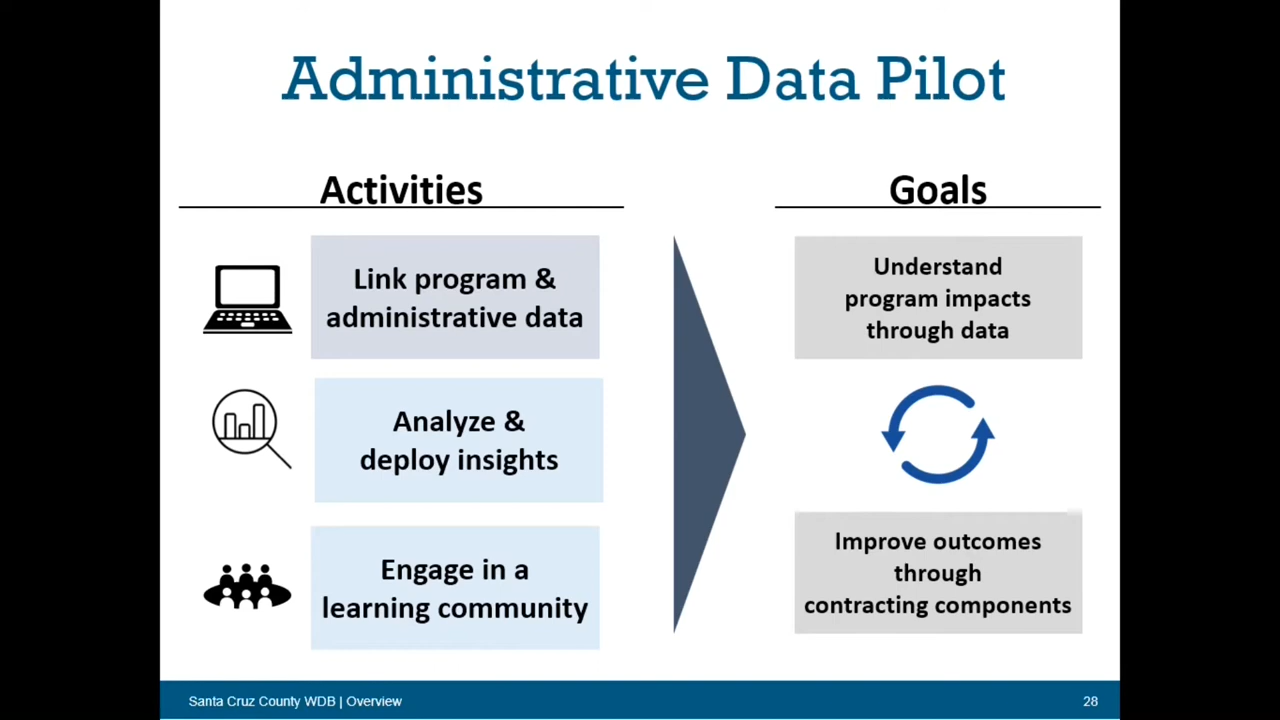 Administrative Data Pilot
Activities
Link program &
administrative data
Analyze &
deploy insights
Engage in a
learning community
Goals
Understand
program impacts
through data
Improve outcomes
through
contracting components
Santa Cruz County WDB | Overview
28